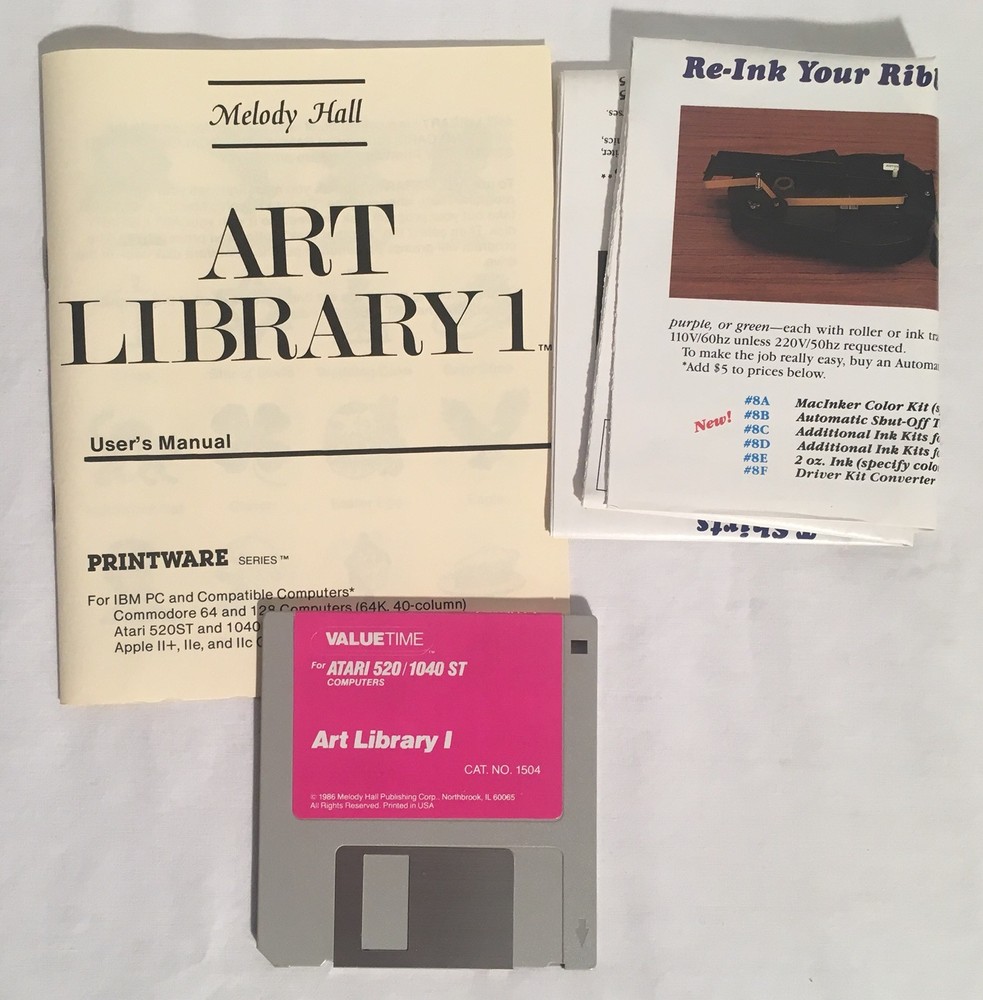 Melody Hall
ART
LIBRARY 1™
User's Manual
PRINTWARE SERIES™
For IBM PC and Compatible Computers*
Commodore 64 and 128 Computers (64K, 40-column)
Atari 520ST and 1040
Apple II+, IIe, and IIc
Re-Ink Your
purple, or green—each with roller or ink
110V/60hz unless 220V/50hz requested.
To make the job really easy, buy an
*Add $5 to prices below.
New!
#8A MacInker Color Kit
#8B Automatic Shut-Off
#8C Additional Ink Kits
#8D Additional Ink Kits
#8E 2 oz. Ink (specify
#8F Driver Kit Converter
T-Shirts
VALUETIME™
For ATARI 520/1040 ST
COMPUTERS
Art Library I
CAT. NO. 1504
© 1986 Melody Hall Publishing Corp., Northbrook, IL 60065
All Rights Reserved. Printed in USA